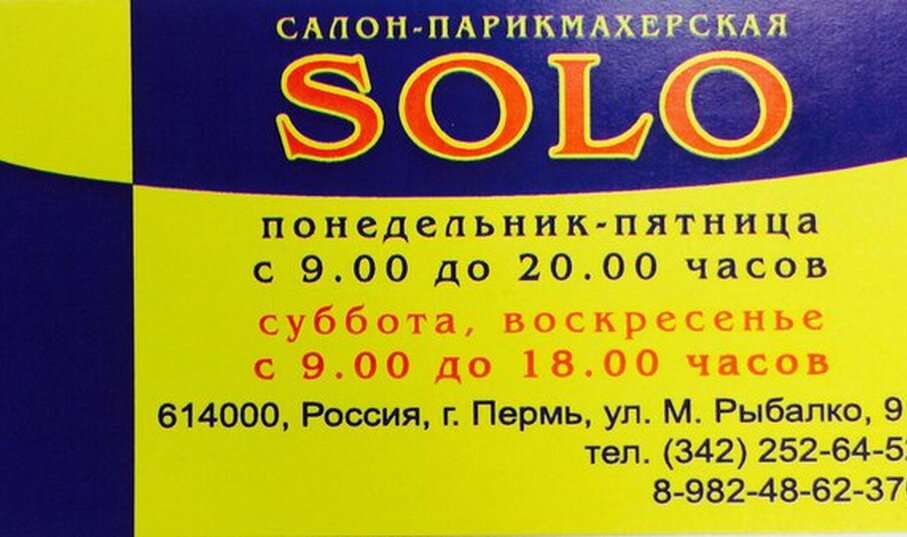 САЛОН-ПАРИКМАХЕРСКАЯ
SOLO
понедельник-пятница
с 9.00 до 20.00 часов
суббота, воскресенье
с 9.00 до 18.00 часов
614000, Россия, г. Пермь, ул. М. Рыбалко, 9
тел. (342) 252-64-5
8-982-48-62-37